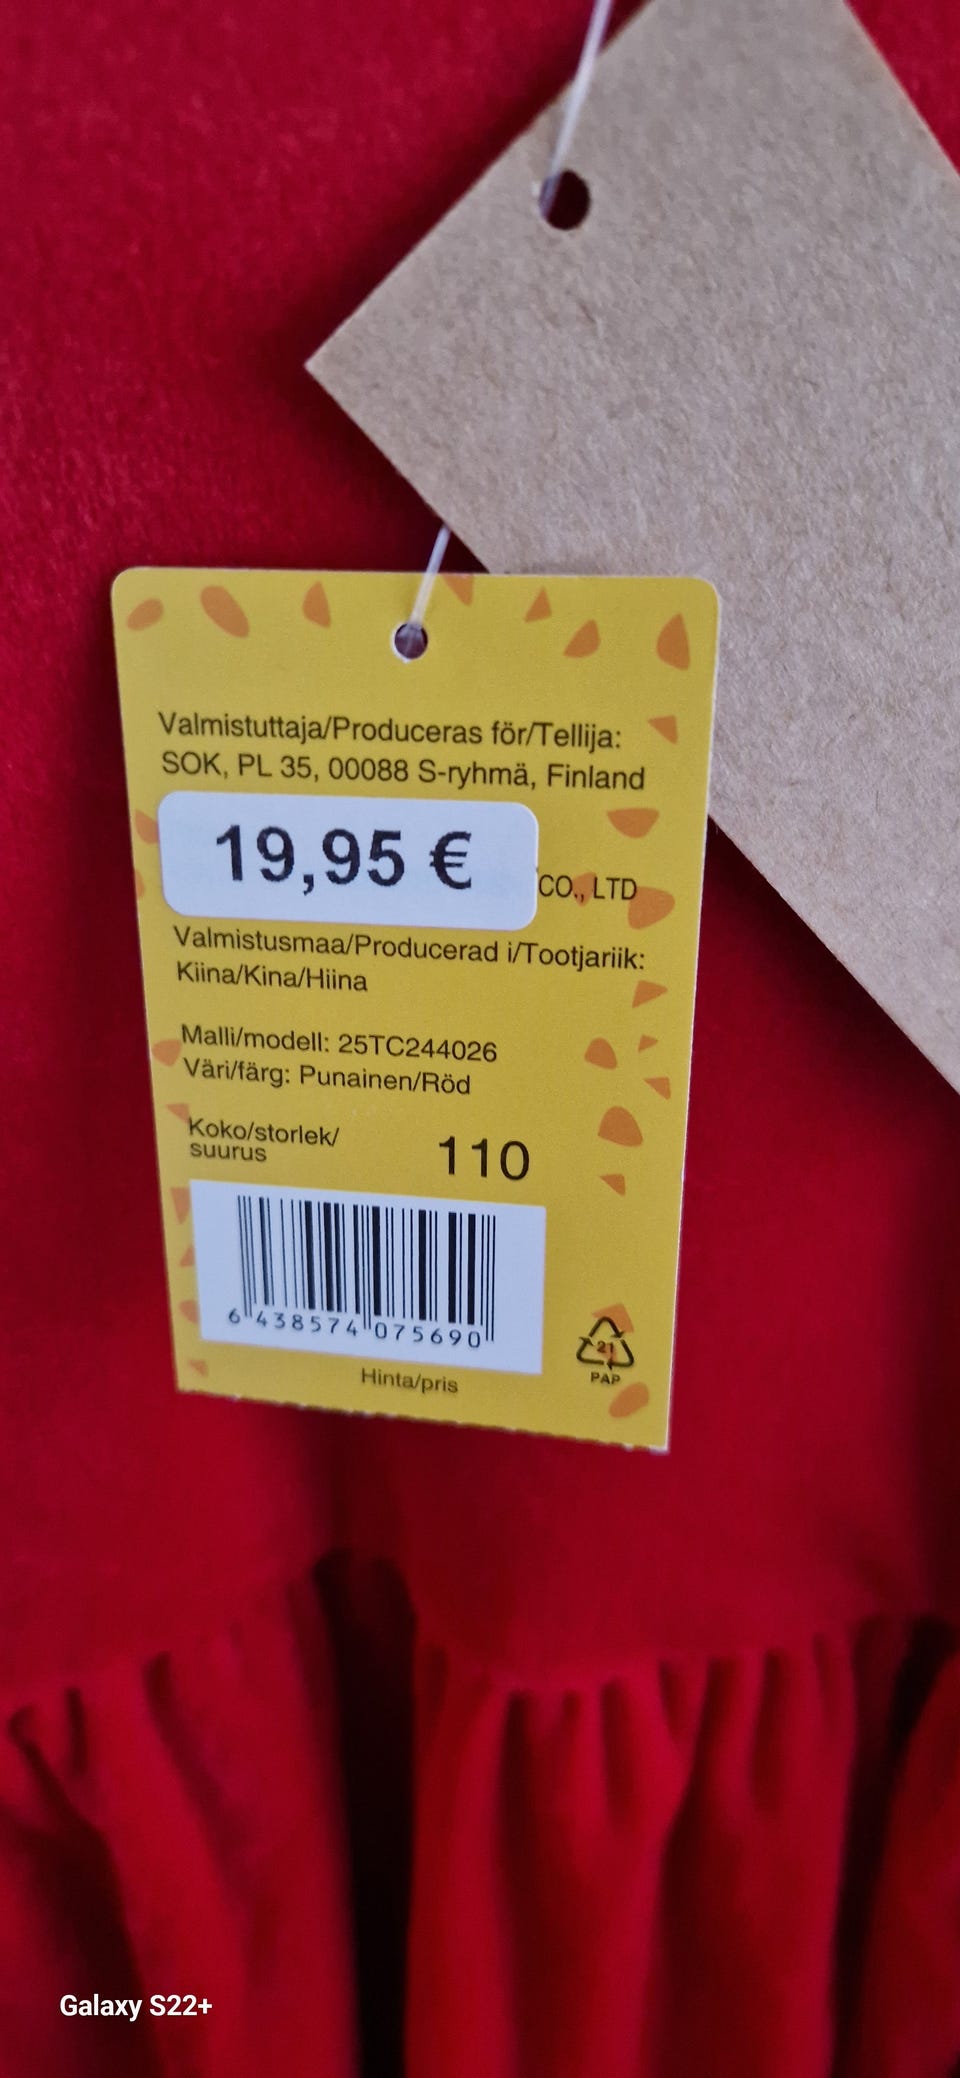 Valmistuttaja/Produceras för/Tellija:
SOK, PL 35, 00088 S-ryhmä, Finland
19,95 €
CO., LTD
Valmistusmaa/Producerad i/Tootjariik:
Kiina/Kina/Hiina
Malli/modell: 25TC244026
Väri/färg: Punainen/Röd
Koko/storlek/
suurus
110
6 438574 075690
21
PAP
Hinta/pris
Galaxy S22+